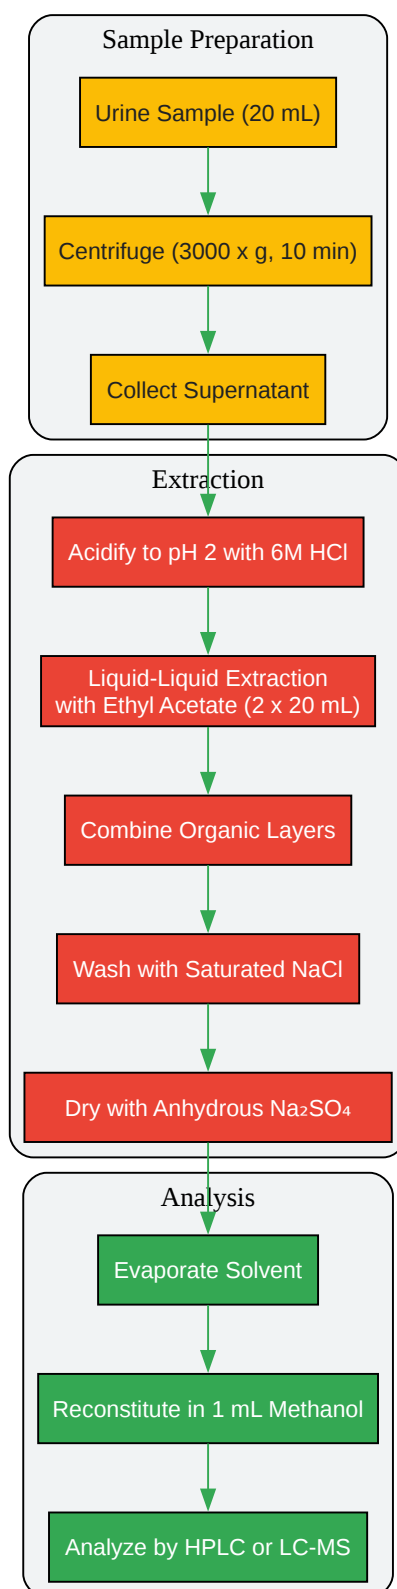 Sample Preparation
Urine Sample (20 mL)
Centrifuge (3000 x g, 10 min)
Collect Supernatant
Extraction
Acidify to pH 2 with 6M HCl
Liquid-Liquid Extraction
with Ethyl Acetate (2 x 20 mL)
Combine Organic Layers
Wash with Saturated NaCl
Dry with Anhydrous Na₂SO₄
Analysis
Evaporate Solvent
Reconstitute in 1 mL Methanol
Analyze by HPLC or LC-MS